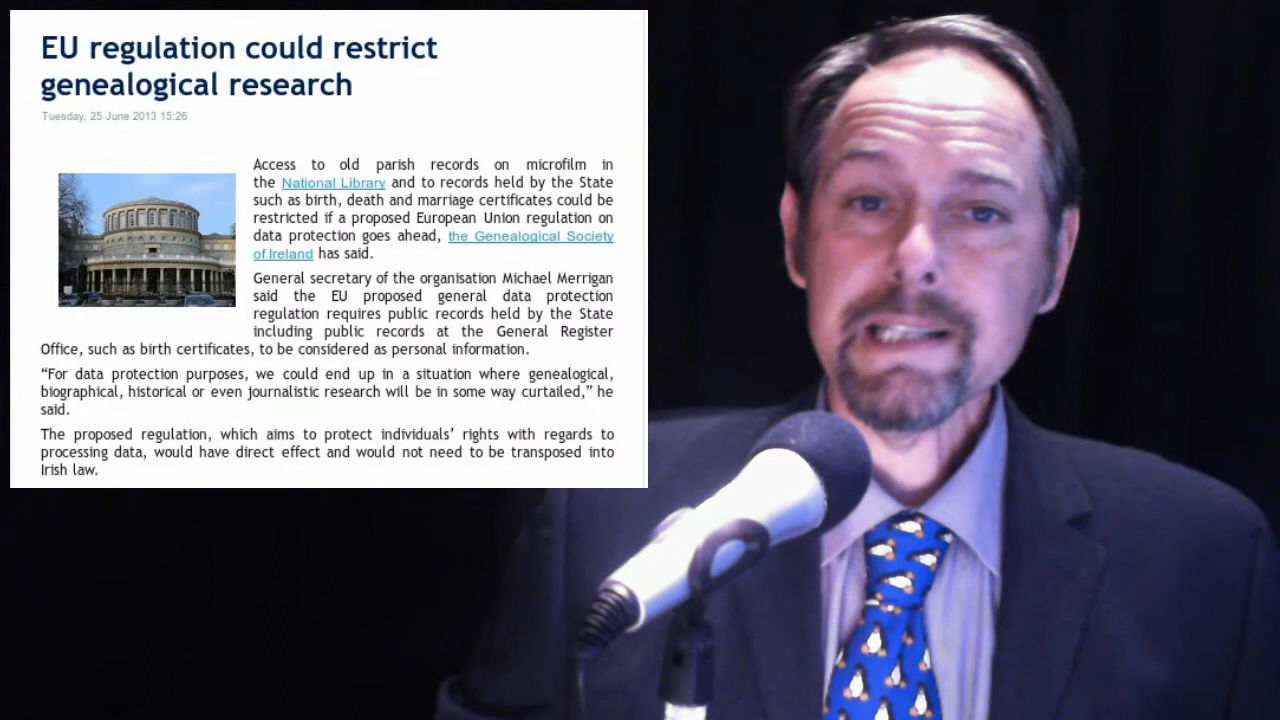 EU regulation could restrict
genealogical research
Tuesday, 25 June 2013 15:26
Access to old parish records on microfilm in
the National Library and to records held by the State
such as birth, death and marriage certificates could be
restricted if a proposed European Union regulation on
data protection goes ahead, the Genealogical Society
of Ireland has said.
General secretary of the organisation Michael Merrigan
said the EU proposed general data protection
regulation requires public records held by the State
including public records at the General Register
Office, such as birth certificates, to be considered as personal information.
“For data protection purposes, we could end up in a situation where genealogical,
biographical, historical or even journalistic research will be in some way curtailed,” he
said.
The proposed regulation, which aims to protect individuals’ rights with regards to
processing data, would have direct effect and would not need to be transposed into
Irish law.